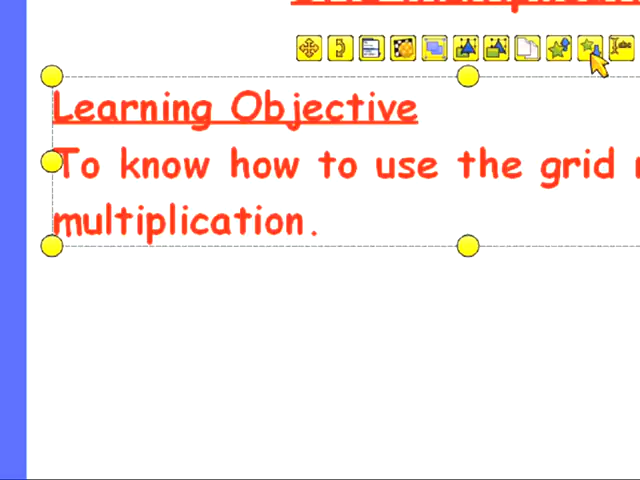 Learning Objective
To know how to use the grid
multiplication.